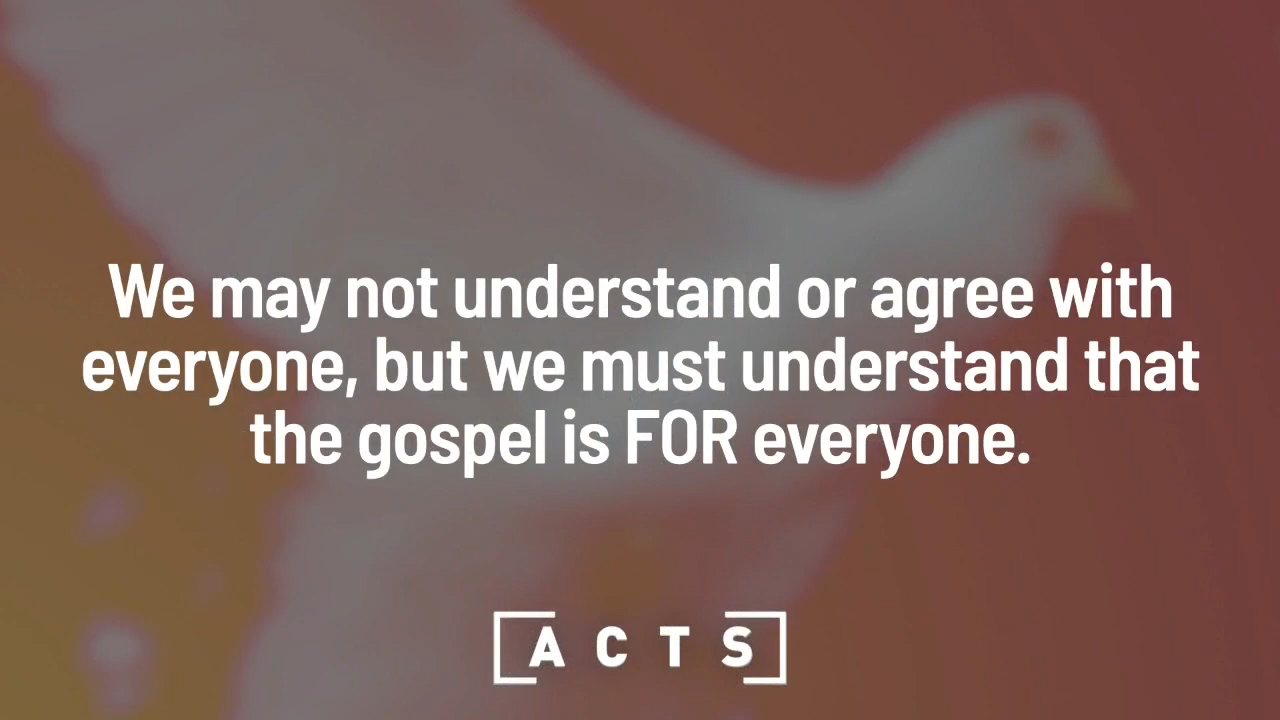 We may not understand or agree with
everyone, but we must understand that
the gospel is FOR everyone.
ACTS